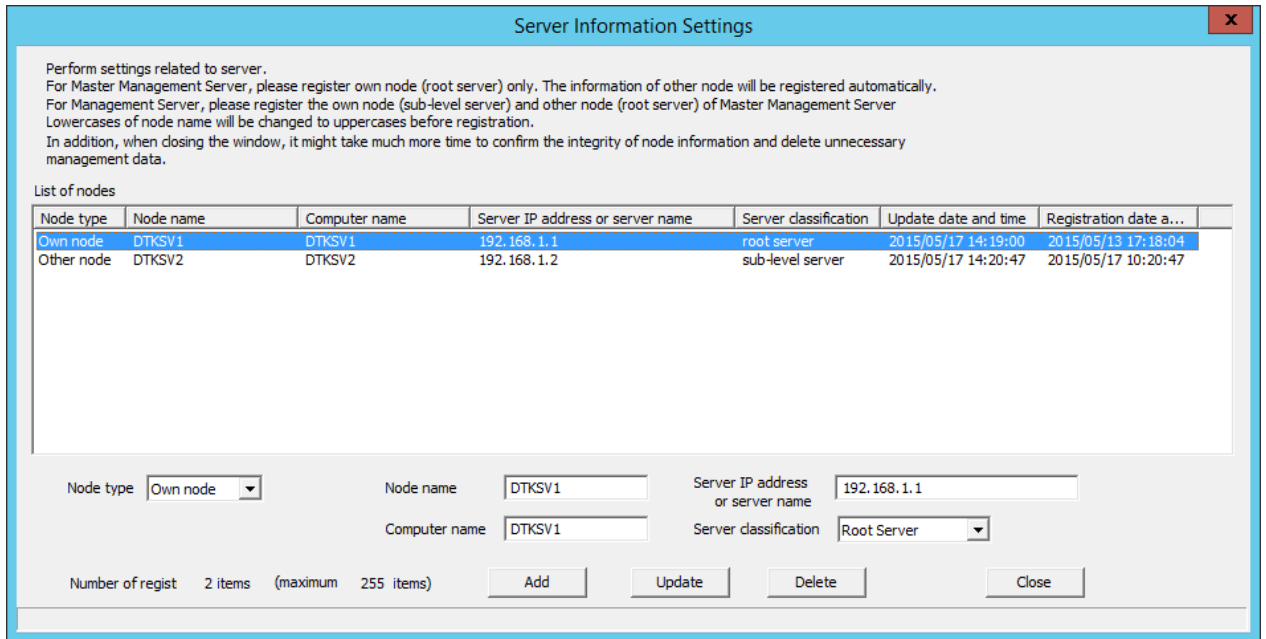 Server Information Settings
x
Perform settings related to server.
For Master Management Server, please register own node (root server) only. The information of other node will be registered automatically.
For Management Server, please register the own node (sub-level server) and other node (root server) of Master Management Server
Lowercases of node name will be changed to uppercases before registration.
In addition, when closing the window, it might take much more time to confirm the integrity of node information and delete unnecessary
management data.
List of nodes
Node type Node name Computer name Server IP address or server name Server classification Update date and time Registration date a...
Own node DTKSV1 DTKSV1 192.168.1.1 root server 2015/05/17 14:19:00 2015/05/13 17:18:04
Other node DTKSV2 DTKSV2 192.168.1.2 sub-level server 2015/05/17 14:20:47 2015/05/17 10:20:47
Node type Own node Node name DTKSV1 Server IP address
or server name 192.168.1.1
Computer name DTKSV1 Server classification Root Server
Number of regist 2 items (maximum 255 items) Add Update Delete Close